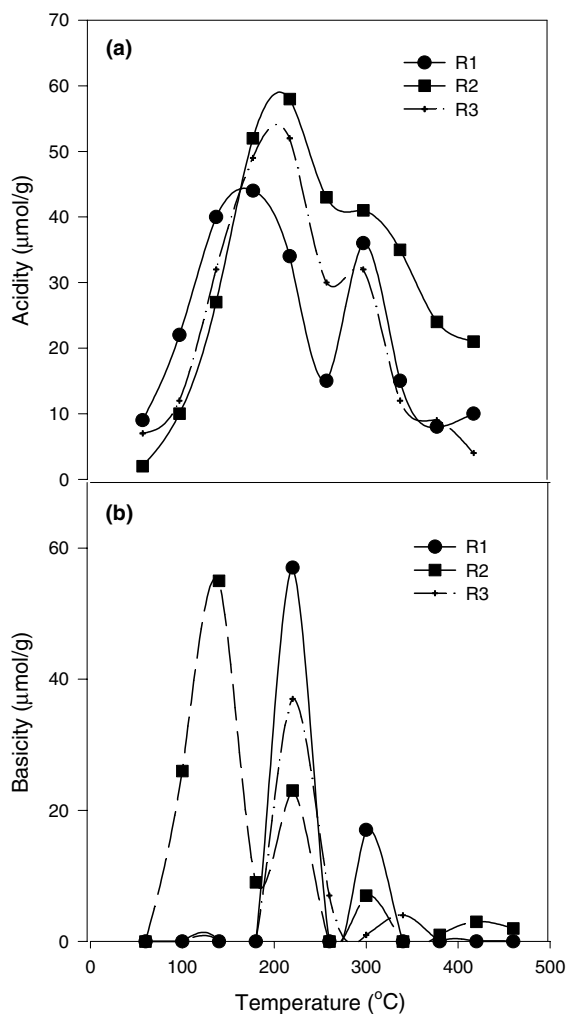 70
(a)
R1
R2
R3
60
50
40
30
20
10
0
Acidity (μmol/g)
(b)
R1
R2
R3
60
40
20
0
Basicity (μmol/g)
0 100 200 300 400 500
Temperature (°C)